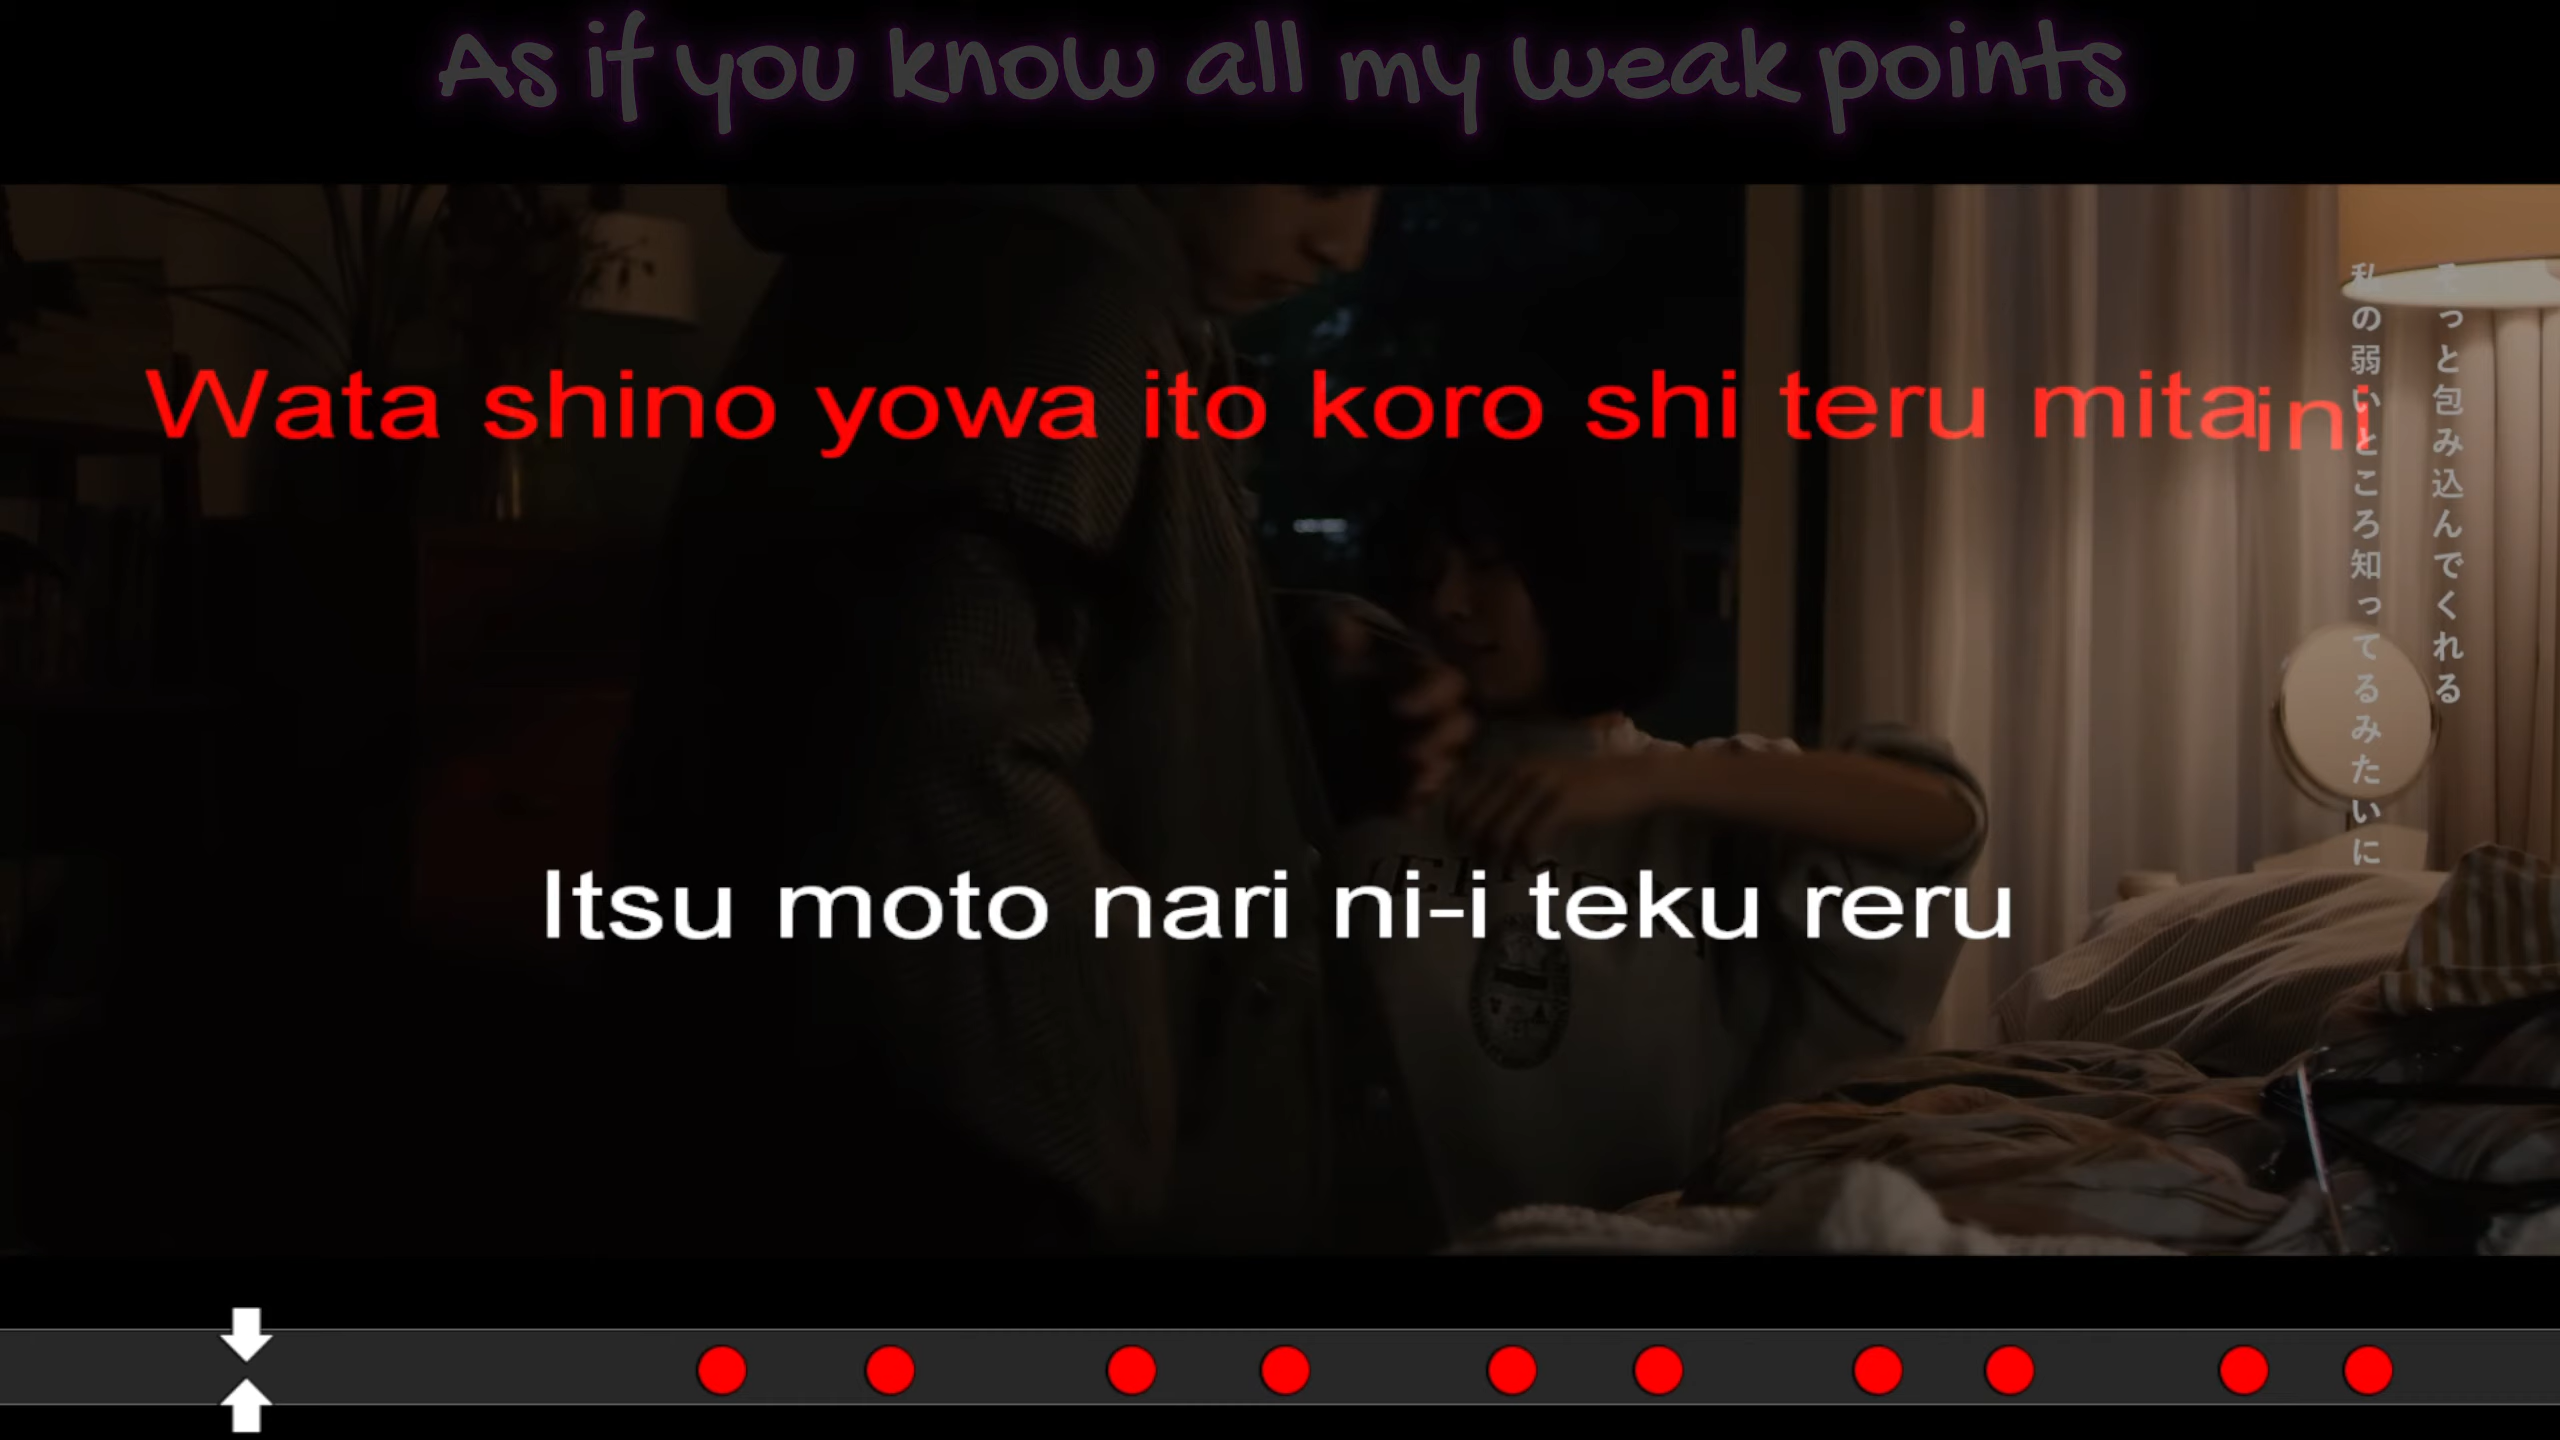 As if you know all my weak points
Wata shino yowa ito koro shi teru mitaini
っと包み込んでくれる
私の弱いところ知ってるみたいに
Itsu moto nari ni-i teku reru